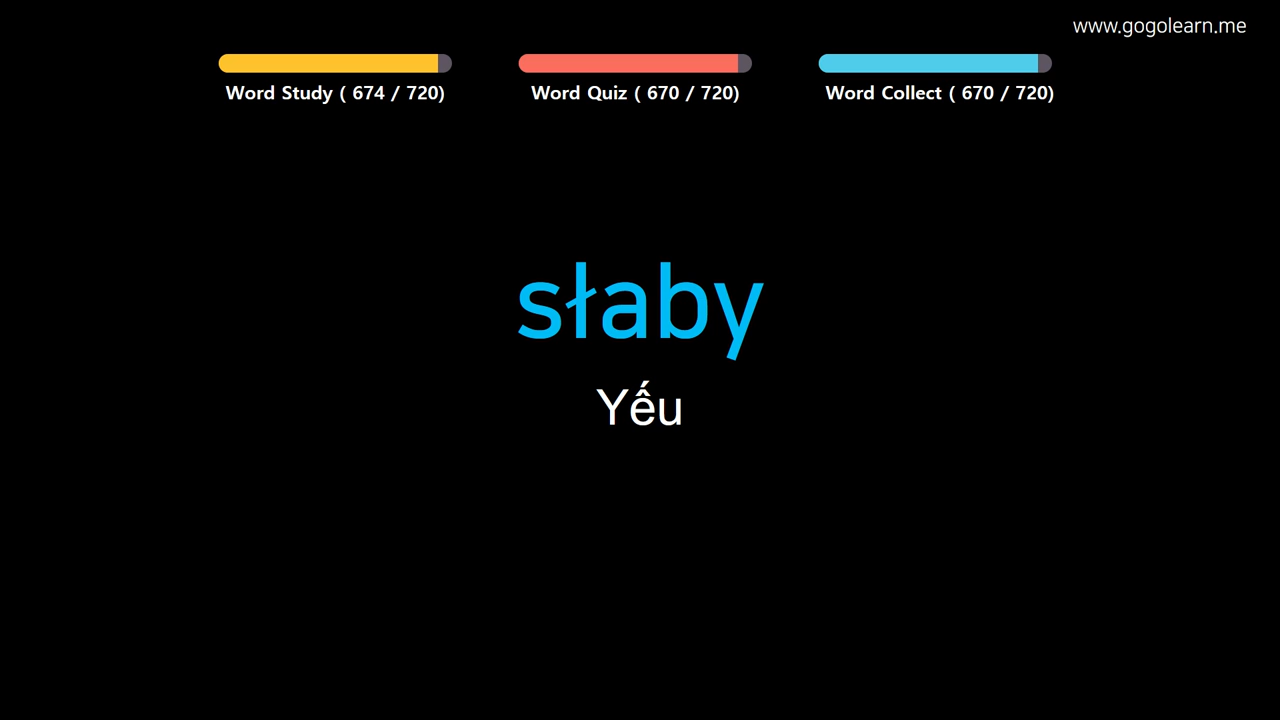 www.gogolearn.me
Word Study ( 674 / 720)
Word Quiz ( 670 / 720)
Word Collect ( 670 / 720)
słaby
Yếu